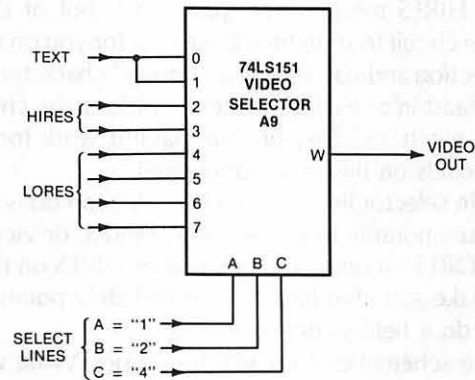 TEXT
HIRES
LORES
0
1
2
3
4
5
6
7
74LS151
VIDEO
SELECTOR
A9
W
VIDEO
OUT
A B C
SELECT
LINES
A = "1"
B = "2"
C = "4"